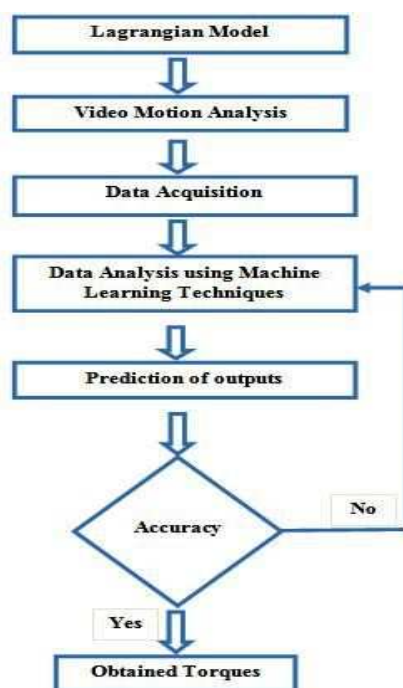 Lagrangian Model
Video Motion Analysis
Data Acquisition
Data Analysis using Machine
Learning Techniques
Prediction of outputs
Accuracy
No
Yes
Obtained Torques